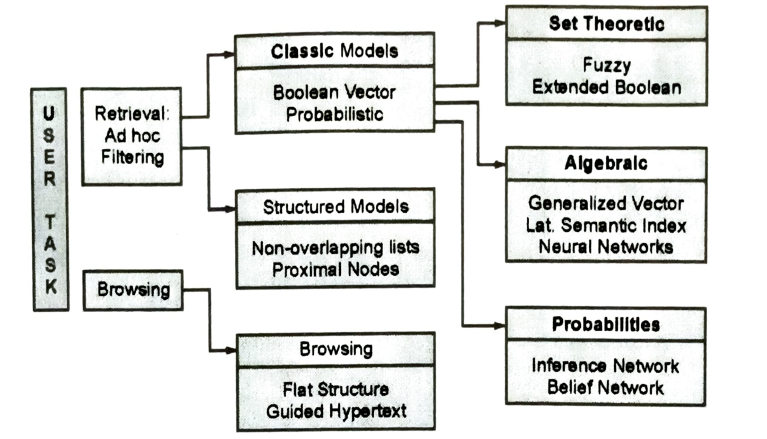 USER TASK
Retrieval:
Ad hoc
Filtering
Browsing
Classic Models
Boolean Vector
Probabilistic
Structured Models
Non-overlapping lists
Proximal Nodes
Browsing
Flat Structure
Guided Hypertext
Set Theoretic
Fuzzy
Extended Boolean
Algebraic
Generalized Vector
Lat. Semantic Index
Neural Networks
Probabilities
Inference Network
Belief Network